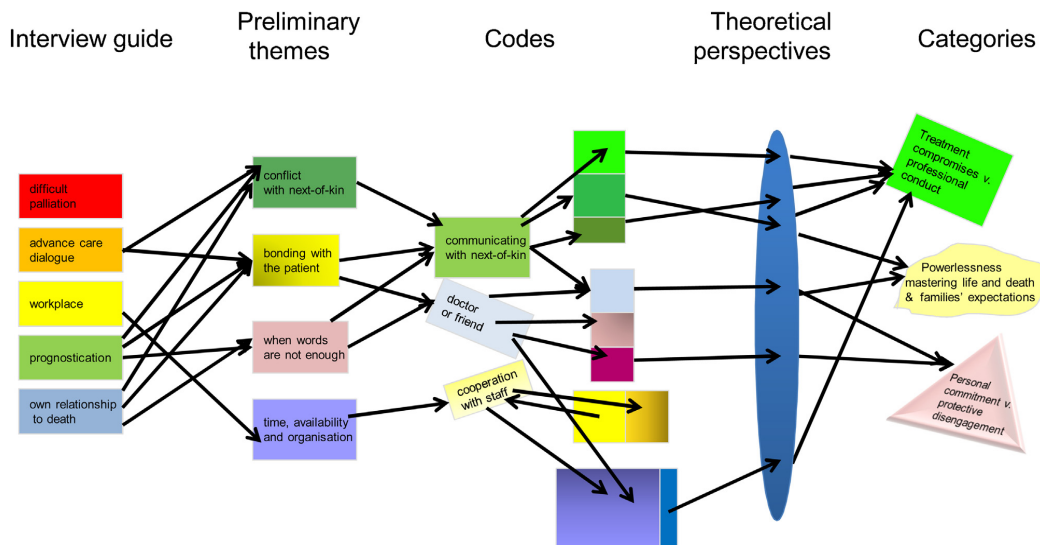 Interview guide
Preliminary
themes
Codes
Theoretical
perspectives
Categories
difficult
palliation
advance care
dialogue
workplace
prognostication
own relationship
to death
conflict
with next-of-kin
bonding with
the patient
when words
are not enough
time, availability
and organisation
communicating
with next-of-kin
doctor
or friend
cooperation
with staff
Treatment
compromises v.
professional
conduct
Powerlessness
mastering life and death
& families' expectations
Personal
commitment v.
protective
disengagement